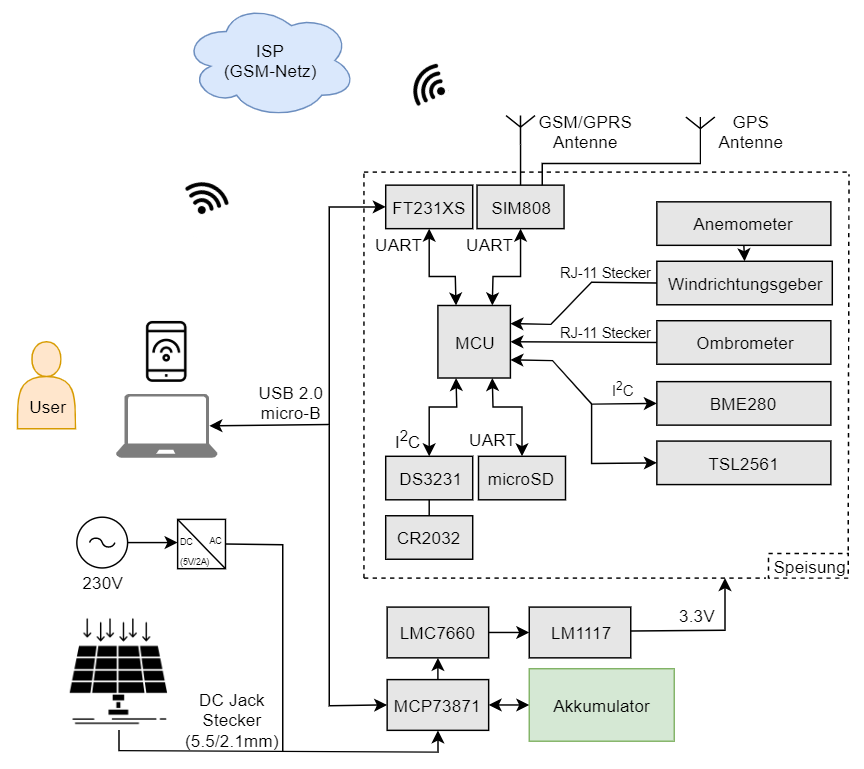 ISP
(GSM-Netz)
GSM/GPRS
Antenne
GPS
Antenne
FT231XS
SIM808
UART
UART
Anemometer
RJ-11 Stecker
Windrichtungsgeber
MCU
RJ-11 Stecker
Ombrometer
User
USB 2.0
micro-B
I²C
BME280
I²C
UART
TSL2561
DS3231
microSD
CR2032
DC
AC
(5V/2A)
230V
Speisung
LMC7660
LM1117
3.3V
DC Jack
Stecker
(5.5/2.1mm)
MCP73871
Akkumulator